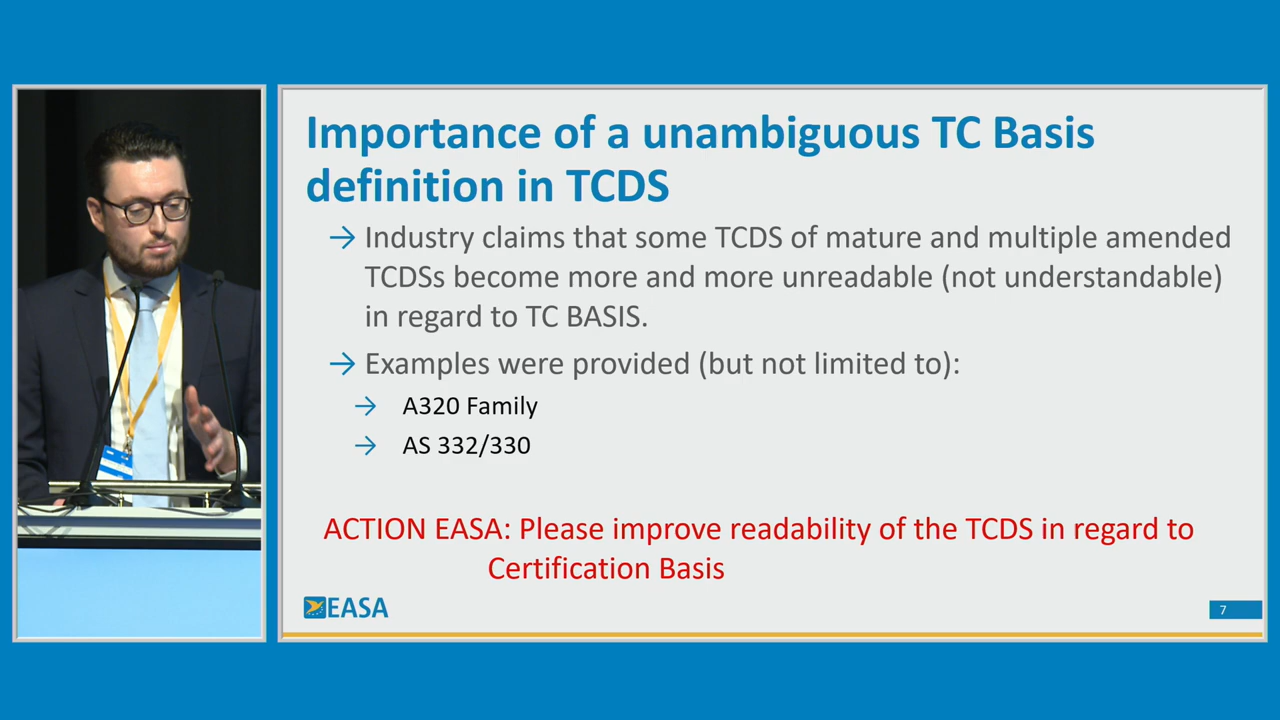 Importance of a unambiguous TC Basis
definition in TCDS
→ Industry claims that some TCDS of mature and multiple amended
TCDSs become more and more unreadable (not understandable)
in regard to TC BASIS.
→ Examples were provided (but not limited to):
→ A320 Family
→ AS 332/330
ACTION EASA: Please improve readability of the TCDS in regard to
Certification Basis
EASA
7